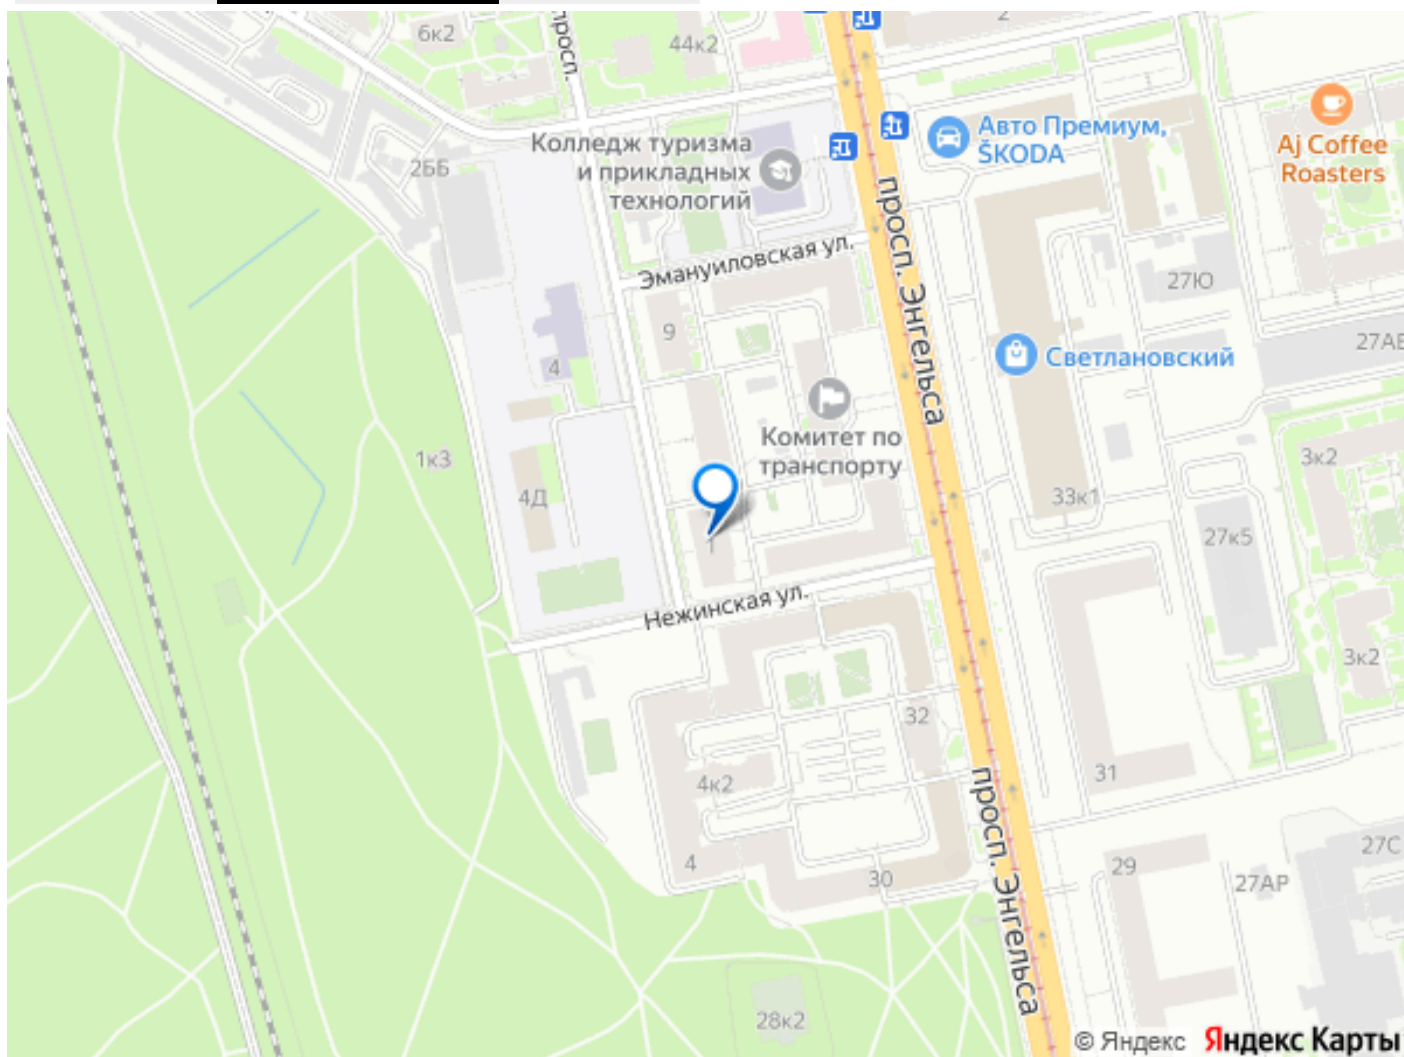 6к2
просп.
44к2
2
Колледж туризма
и прикладных
технологий
Авто Премиум,
ŠKODA
Aj Coffee
Roasters
2ББ
просп. Энгельса
Эмануиловская ул.
27Ю
9
4
Светлановский
27АБ
Комитет по
транспорту
1к3
4Д
33к1
3к2
27к5
1
Нежинская ул.
3к2
32
31
4к2
просп. Энгельса
4
30
29
27АР
27С
28к2
© Яндекс Яндекс Карты